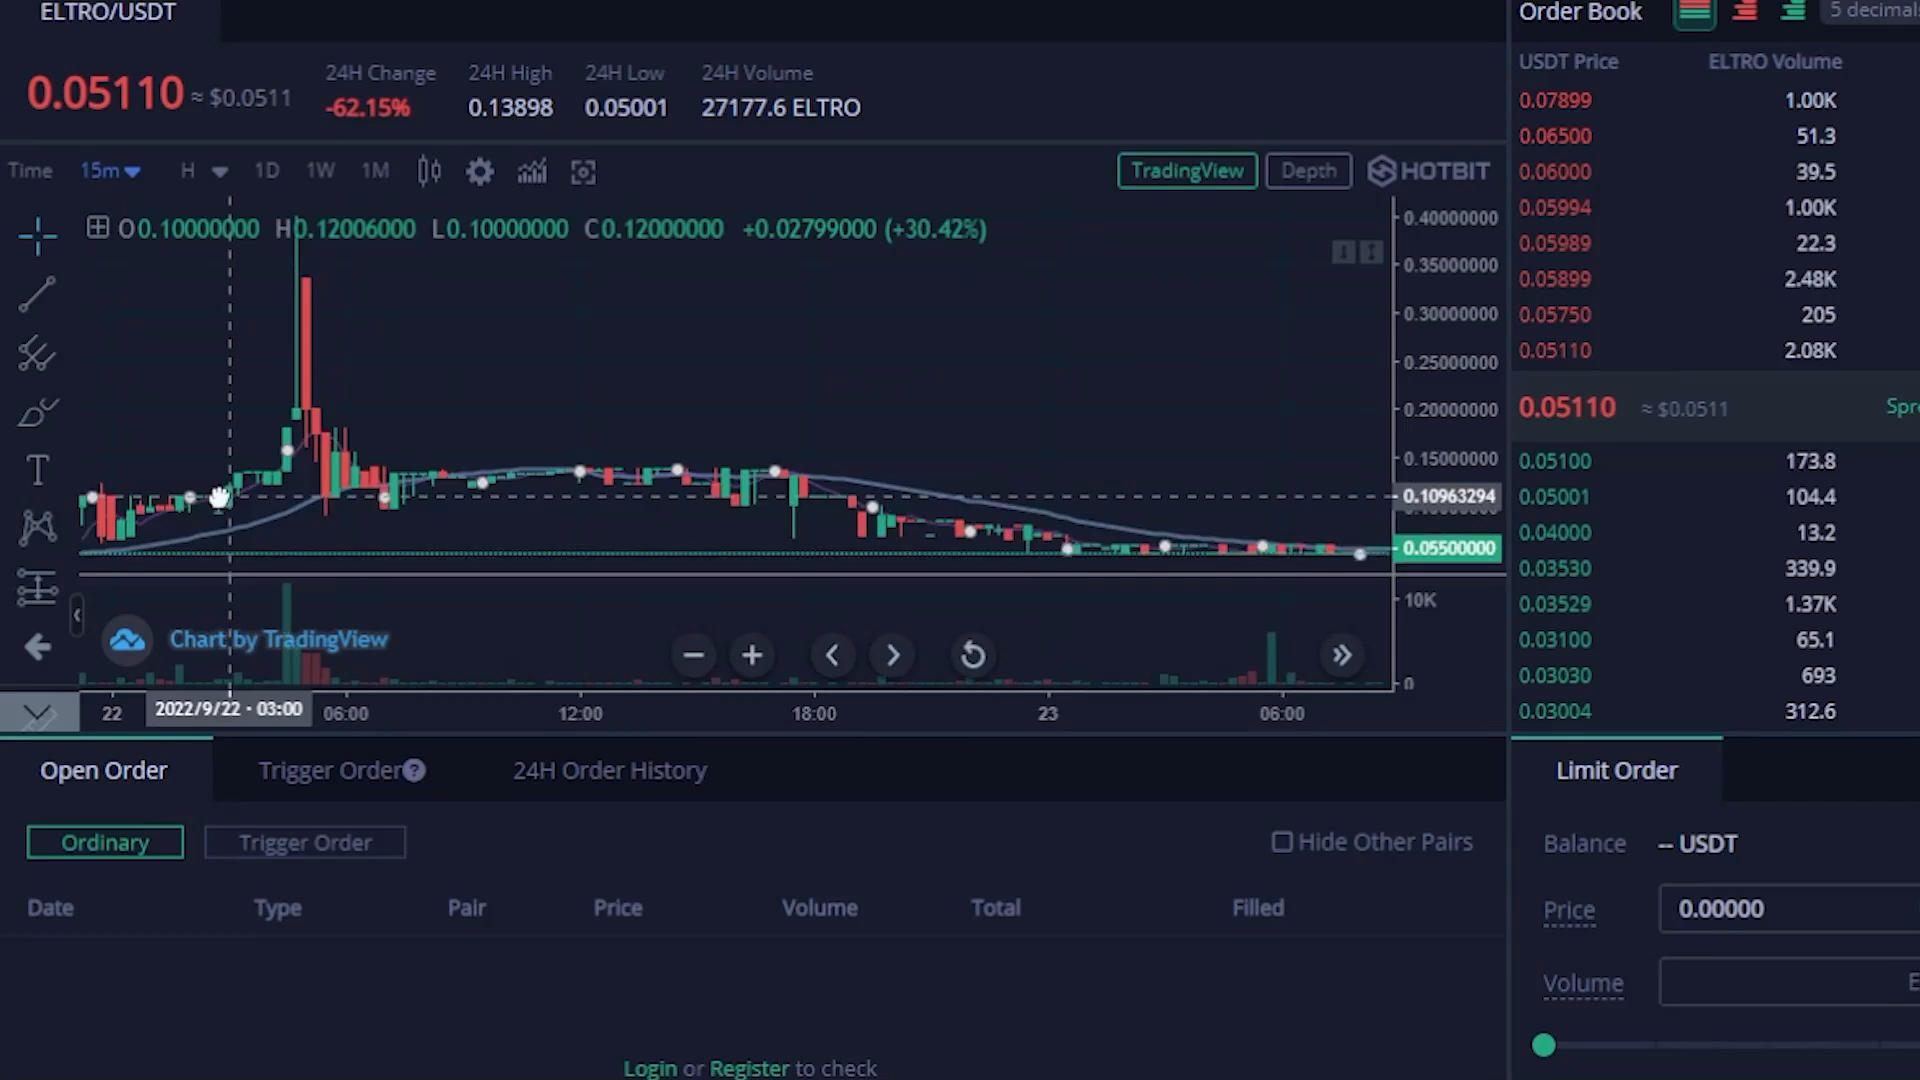 ELTRO/USDT
0.05110 ≈ $0.0511
24H Change 24H High 24H Low 24H Volume
-62.15% 0.13898 0.05001 27177.6 ELTRO
Time 15m H 1D 1W 1M TradingView Depth HOTBIT
O0.10000000 H0.12006000 L0.10000000 C0.12000000 +0.02799000 (+30.42%)
0.40000000
0.35000000
0.30000000
0.25000000
0.20000000
0.15000000
0.10963294
0.05500000
10K
0
Chart by TradingView
22 2022/9/22 - 03:00 06:00 12:00 18:00 23 06:00
Open Order Trigger Order? 24H Order History
Ordinary Trigger Order Hide Other Pairs
Date Type Pair Price Volume Total Filled
Login or Register to check
Order Book 5 decimals
USDT Price ELTRO Volume
0.07899 1.00K
0.06500 51.3
0.06000 39.5
0.05994 1.00K
0.05989 22.3
0.05899 2.48K
0.05750 205
0.05110 2.08K
0.05110 ≈ $0.0511 Spre
0.05100 173.8
0.05001 104.4
0.04000 13.2
0.03530 339.9
0.03529 1.37K
0.03100 65.1
0.03030 693
0.03004 312.6
Limit Order
Balance -- USDT
Price 0.00000
Volume E